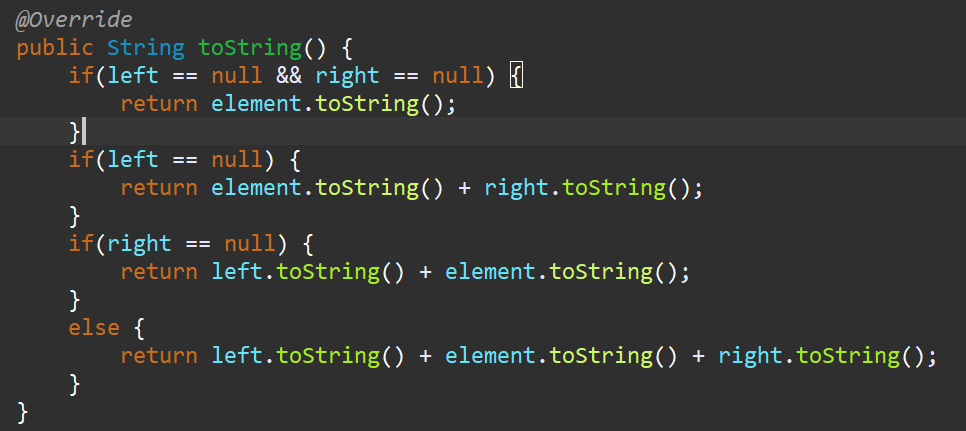 @Override
public String toString() {
    if(left == null && right == null) {
        return element.toString();
    }
    if(left == null) {
        return element.toString() + right.toString();
    }
    if(right == null) {
        return left.toString() + element.toString();
    }
    else {
        return left.toString() + element.toString() + right.toString();
    }
}